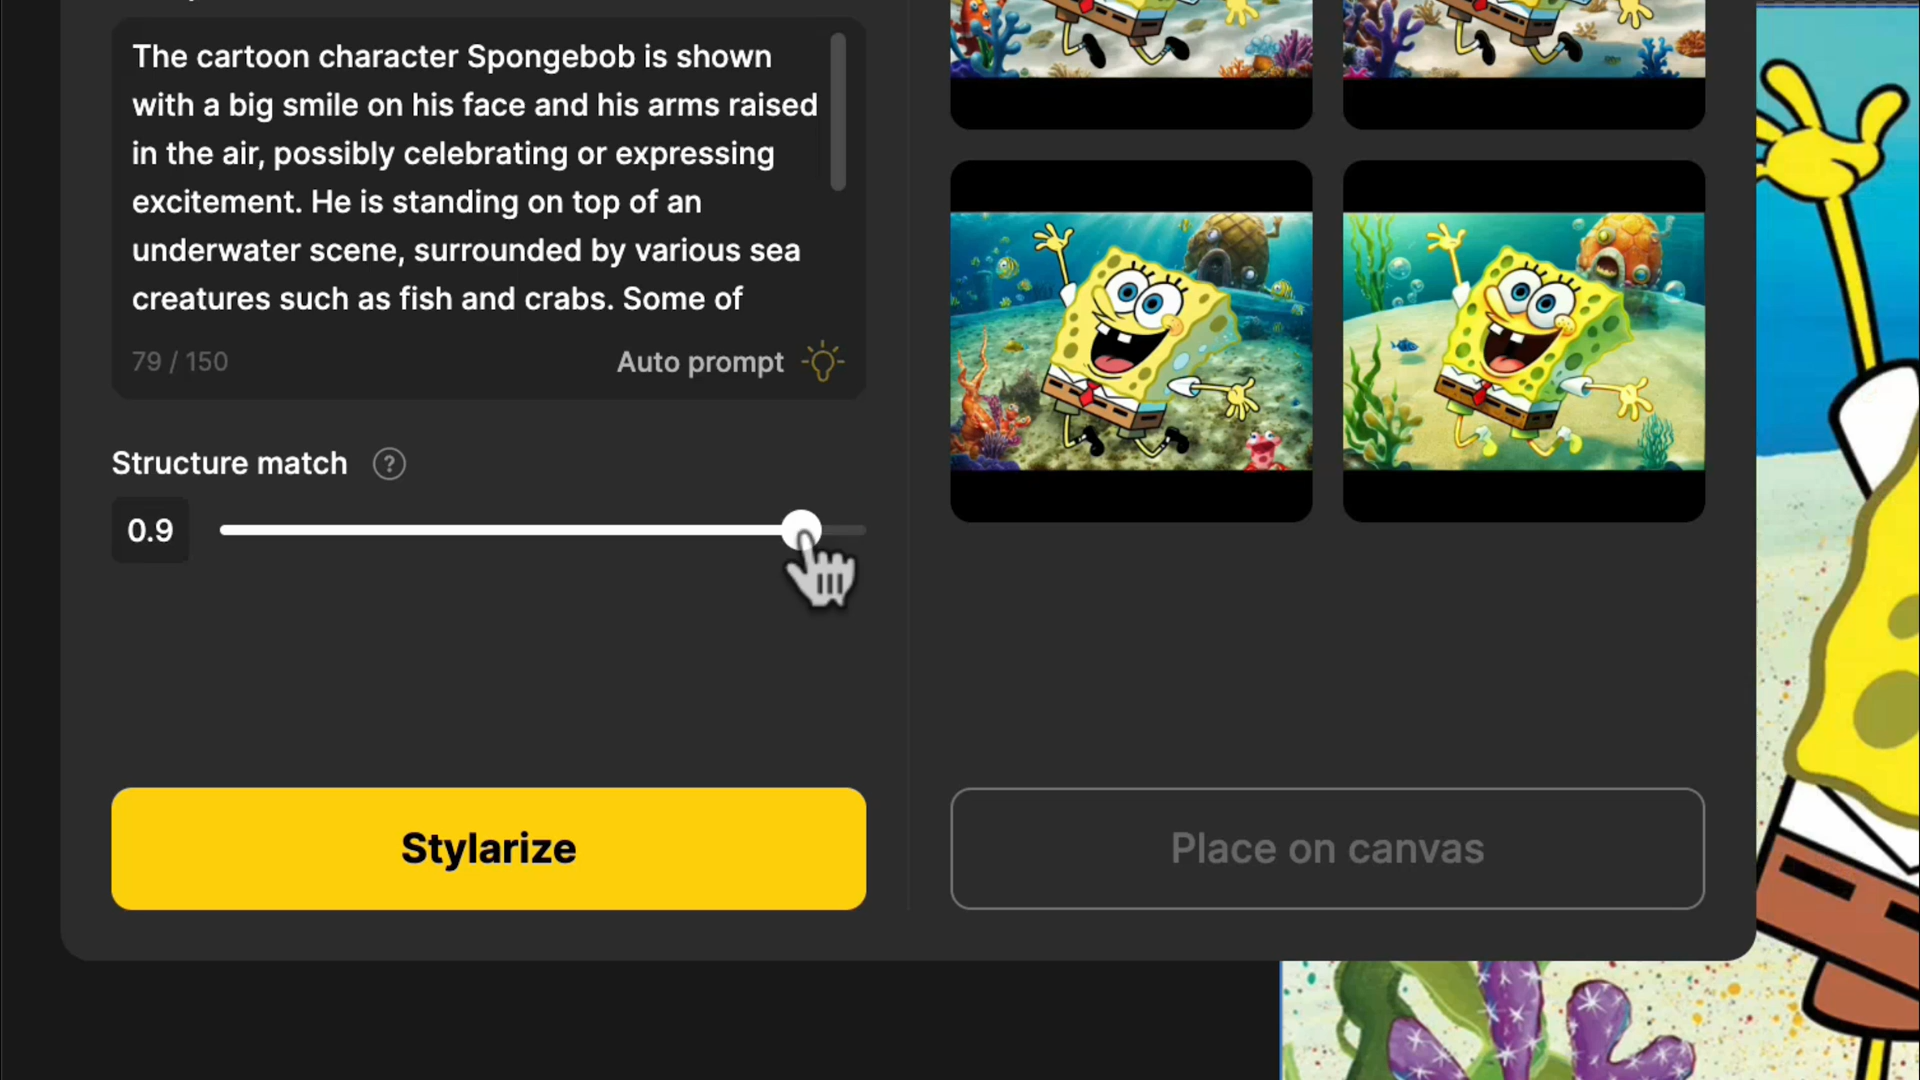 The cartoon character Spongebob is shown
with a big smile on his face and his arms raised
in the air, possibly celebrating or expressing
excitement. He is standing on top of an
underwater scene, surrounded by various sea
creatures such as fish and crabs. Some of
79 / 150
Auto prompt
Structure match ?
0.9
Stylarize
Place on canvas